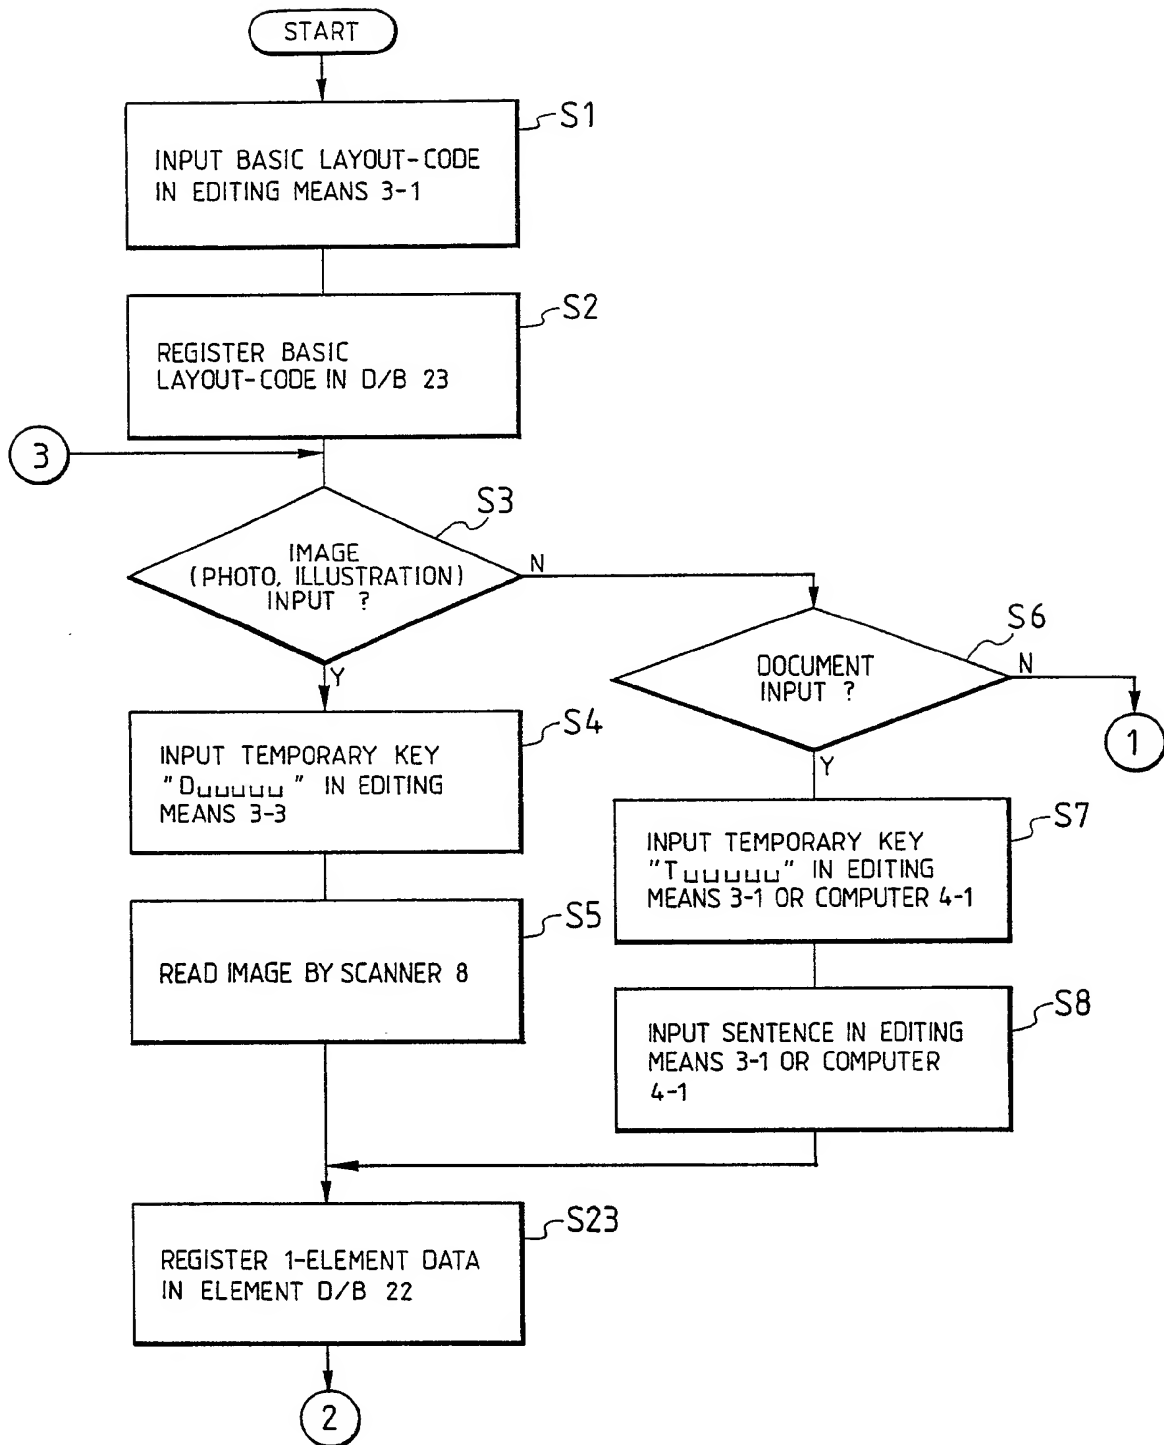 START
S1
INPUT BASIC LAYOUT-CODE
IN EDITING MEANS 3-1
S2
REGISTER BASIC
LAYOUT-CODE IN D/B 23
3
S3
IMAGE
(PHOTO, ILLUSTRATION)
INPUT ?
N
Y
S6
DOCUMENT
INPUT ?
N
1
Y
S4
INPUT TEMPORARY KEY
"D␣␣␣␣␣" IN EDITING
MEANS 3-3
S7
INPUT TEMPORARY KEY
"T␣␣␣␣␣" IN EDITING
MEANS 3-1 OR COMPUTER 4-1
S5
READ IMAGE BY SCANNER 8
S8
INPUT SENTENCE IN EDITING
MEANS 3-1 OR COMPUTER
4-1
S23
REGISTER 1-ELEMENT DATA
IN ELEMENT D/B 22
2